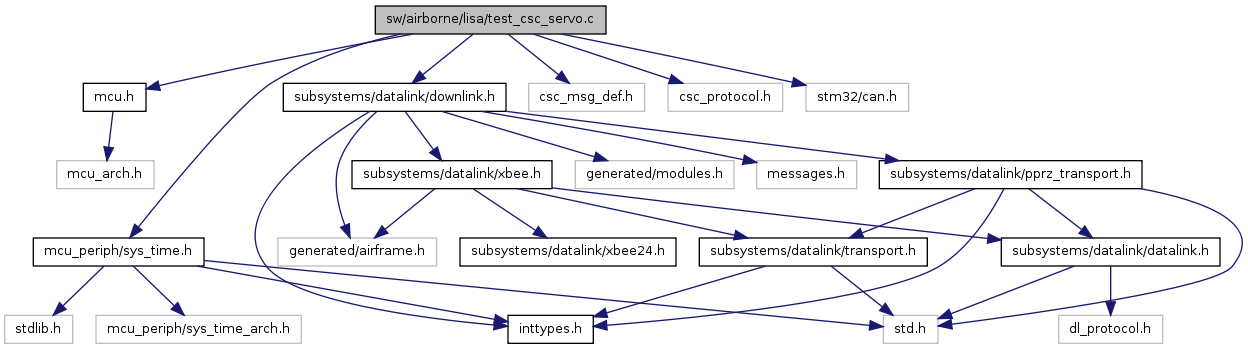 sw/airborne/lisa/test_csc_servo.c
mcu.h
subsystems/datalink/downlink.h
csc_msg_def.h
csc_protocol.h
stm32/can.h
mcu_arch.h
subsystems/datalink/xbee.h
generated/modules.h
messages.h
subsystems/datalink/pprz_transport.h
mcu_periph/sys_time.h
generated/airframe.h
subsystems/datalink/xbee24.h
subsystems/datalink/transport.h
subsystems/datalink/datalink.h
stdlib.h
mcu_periph/sys_time_arch.h
inttypes.h
std.h
dl_protocol.h